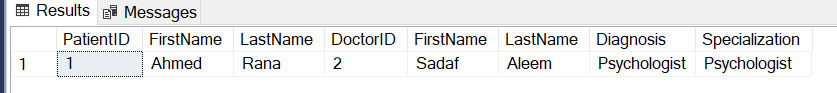 Results Messages
PatientID FirstName LastName DoctorID FirstName LastName Diagnosis Specialization
1 1 Ahmed Rana 2 Sadaf Aleem Psychologist Psychologist